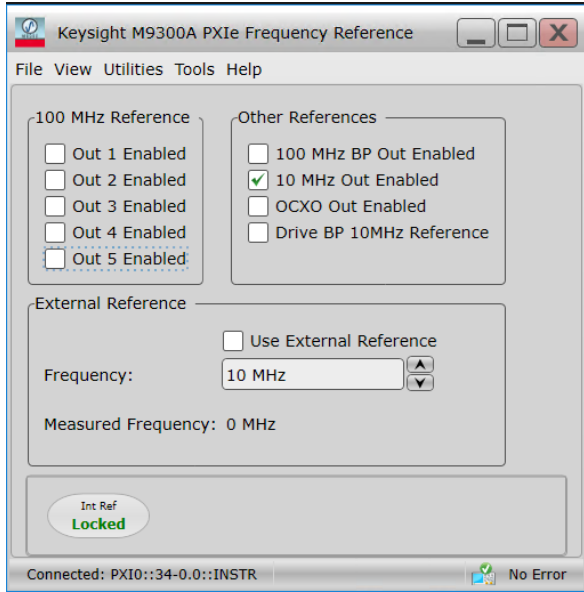 Keysight M9300A PXIe Frequency Reference
File View Utilities Tools Help
100 MHz Reference
Out 1 Enabled
Out 2 Enabled
Out 3 Enabled
Out 4 Enabled
Out 5 Enabled
Other References
100 MHz BP Out Enabled
10 MHz Out Enabled
OCXO Out Enabled
Drive BP 10MHz Reference
External Reference
Use External Reference
Frequency: 10 MHz
Measured Frequency: 0 MHz
Int Ref
Locked
Connected: PXI0::34-0.0::INSTR No Error